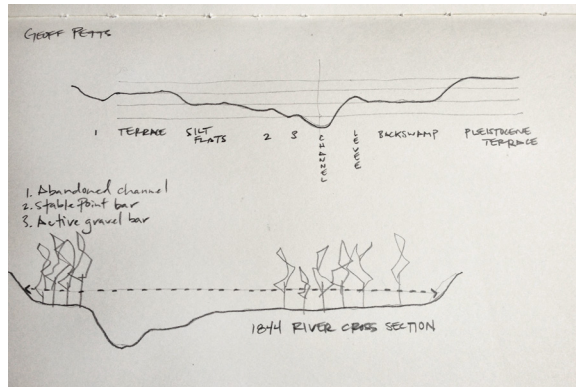 GEOFF PETTS
1 TERRACE SILT FLATS 2 3 CHANNEL LEVEE BACKSWAMP PLEISTOCENE TERRACE
1. Abandoned channel
2. Stable Point bar
3. Active gravel bar
1844 RIVER CROSS SECTION